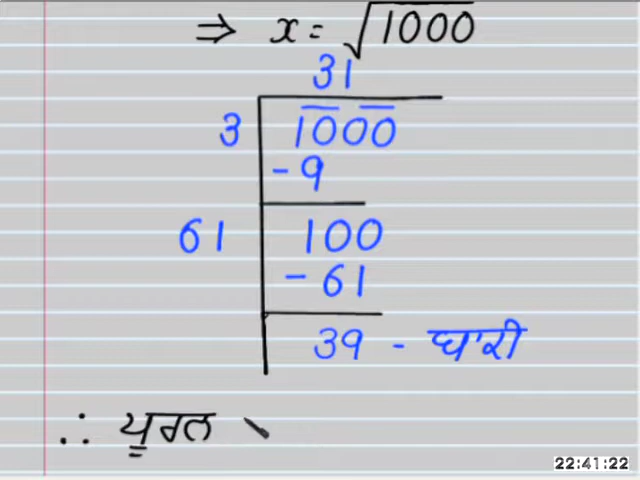 ⇒ x = √1000
31
3 1000
- 9
61 100
- 61
39 - ਬਾਕੀ
∴ ਪੂਰਨ
22:41:22